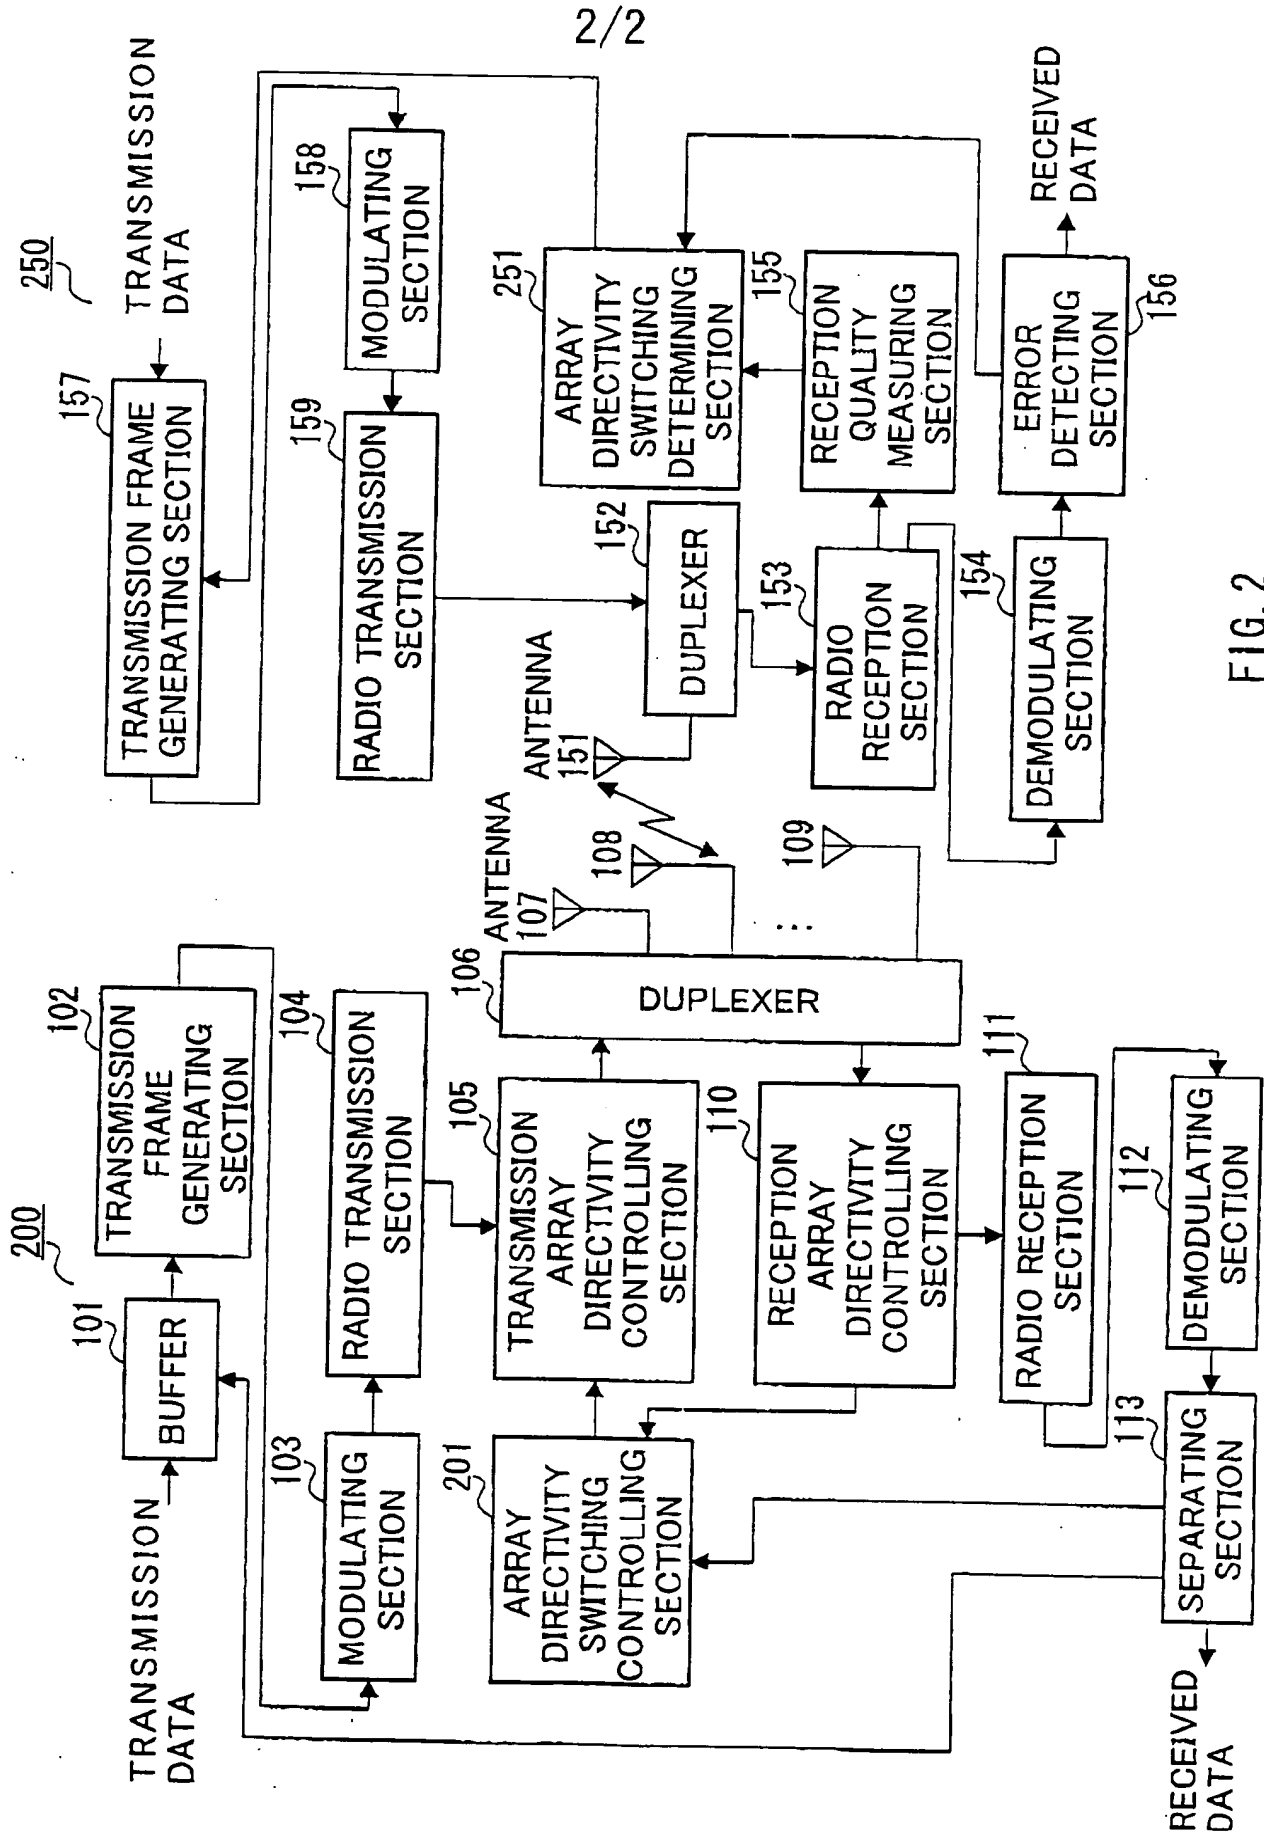 2/2
200
TRANSMISSION
DATA
101
BUFFER
102
TRANSMISSION
FRAME
GENERATING
SECTION
103
MODULATING
SECTION
104
RADIO TRANSMISSION
SECTION
201
ARRAY
DIRECTIVITY
SWITCHING
CONTROLLING
SECTION
105
TRANSMISSION
ARRAY
DIRECTIVITY
CONTROLLING
SECTION
106
DUPLEXER
ANTENNA
107
108
...
109
110
RECEPTION
ARRAY
DIRECTIVITY
CONTROLLING
SECTION
111
RADIO RECEPTION
SECTION
112
DEMODULATING
SECTION
113
SEPARATING
SECTION
RECEIVED
DATA
250
TRANSMISSION
DATA
157
TRANSMISSION FRAME
GENERATING SECTION
158
MODULATING
SECTION
159
RADIO TRANSMISSION
SECTION
ANTENNA
151
152
DUPLEXER
251
ARRAY
DIRECTIVITY
SWITCHING
DETERMINING
SECTION
153
RADIO
RECEPTION
SECTION
155
RECEPTION
QUALITY
MEASURING
SECTION
154
DEMODULATING
SECTION
ERROR
DETECTING
SECTION
156
RECEIVED
DATA
FIG. 2